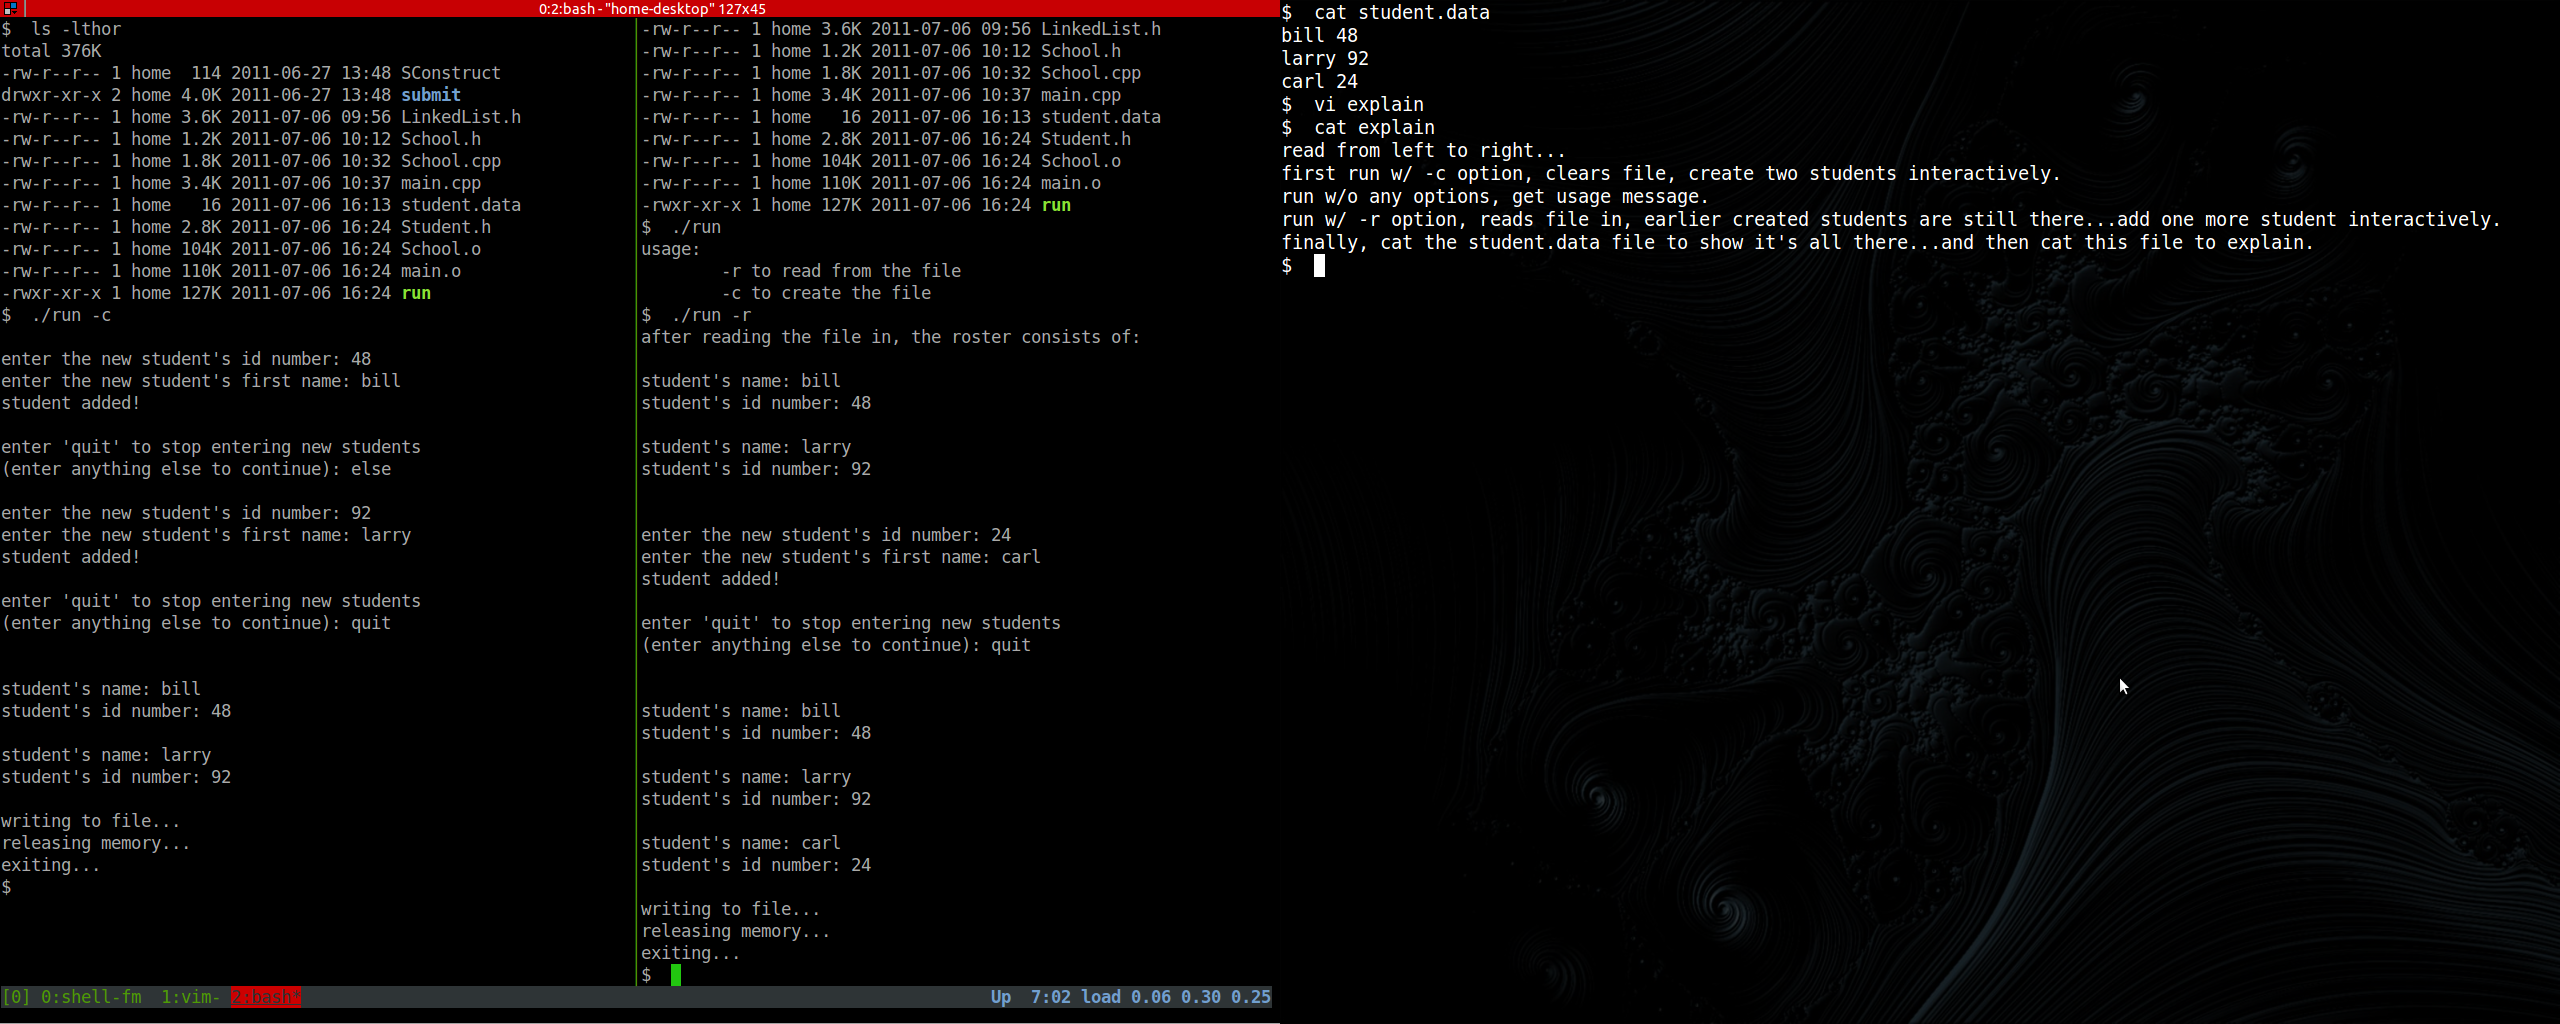 0:2:bash - "home-desktop" 127x45
$  ls -lthor
total 376K
-rw-r--r-- 1 home  114 2011-06-27 13:48 SConstruct
drwxr-xr-x 2 home 4.0K 2011-06-27 13:48 submit
-rw-r--r-- 1 home 3.6K 2011-07-06 09:56 LinkedList.h
-rw-r--r-- 1 home 1.2K 2011-07-06 10:12 School.h
-rw-r--r-- 1 home 1.8K 2011-07-06 10:32 School.cpp
-rw-r--r-- 1 home 3.4K 2011-07-06 10:37 main.cpp
-rw-r--r-- 1 home   16 2011-07-06 16:13 student.data
-rw-r--r-- 1 home 2.8K 2011-07-06 16:24 Student.h
-rw-r--r-- 1 home 104K 2011-07-06 16:24 School.o
-rw-r--r-- 1 home 110K 2011-07-06 16:24 main.o
-rwxr-xr-x 1 home 127K 2011-07-06 16:24 run
$  ./run -c
enter the new student's id number: 48
enter the new student's first name: bill
student added!
enter 'quit' to stop entering new students
(enter anything else to continue): else
enter the new student's id number: 92
enter the new student's first name: larry
student added!
enter 'quit' to stop entering new students
(enter anything else to continue): quit
student's name: bill
student's id number: 48
student's name: larry
student's id number: 92
writing to file...
releasing memory...
exiting...
$
-rw-r--r-- 1 home 3.6K 2011-07-06 09:56 LinkedList.h
-rw-r--r-- 1 home 1.2K 2011-07-06 10:12 School.h
-rw-r--r-- 1 home 1.8K 2011-07-06 10:32 School.cpp
-rw-r--r-- 1 home 3.4K 2011-07-06 10:37 main.cpp
-rw-r--r-- 1 home   16 2011-07-06 16:13 student.data
-rw-r--r-- 1 home 2.8K 2011-07-06 16:24 Student.h
-rw-r--r-- 1 home 104K 2011-07-06 16:24 School.o
-rw-r--r-- 1 home 110K 2011-07-06 16:24 main.o
-rwxr-xr-x 1 home 127K 2011-07-06 16:24 run
$  ./run
usage:
        -r to read from the file
        -c to create the file
$  ./run -r
after reading the file in, the roster consists of:
student's name: bill
student's id number: 48
student's name: larry
student's id number: 92
enter the new student's id number: 24
enter the new student's first name: carl
student added!
enter 'quit' to stop entering new students
(enter anything else to continue): quit
student's name: bill
student's id number: 48
student's name: larry
student's id number: 92
student's name: carl
student's id number: 24
writing to file...
releasing memory...
exiting...
$
[0] 0:shell-fm  1:vim- 2:bash*
Up  7:02 load 0.06 0.30 0.25
$  cat student.data
bill 48
larry 92
carl 24
$  vi explain
$  cat explain
read from left to right...
first run w/ -c option, clears file, create two students interactively.
run w/o any options, get usage message.
run w/ -r option, reads file in, earlier created students are still there...add one more student interactively.
finally, cat the student.data file to show it's all there...and then cat this file to explain.
$